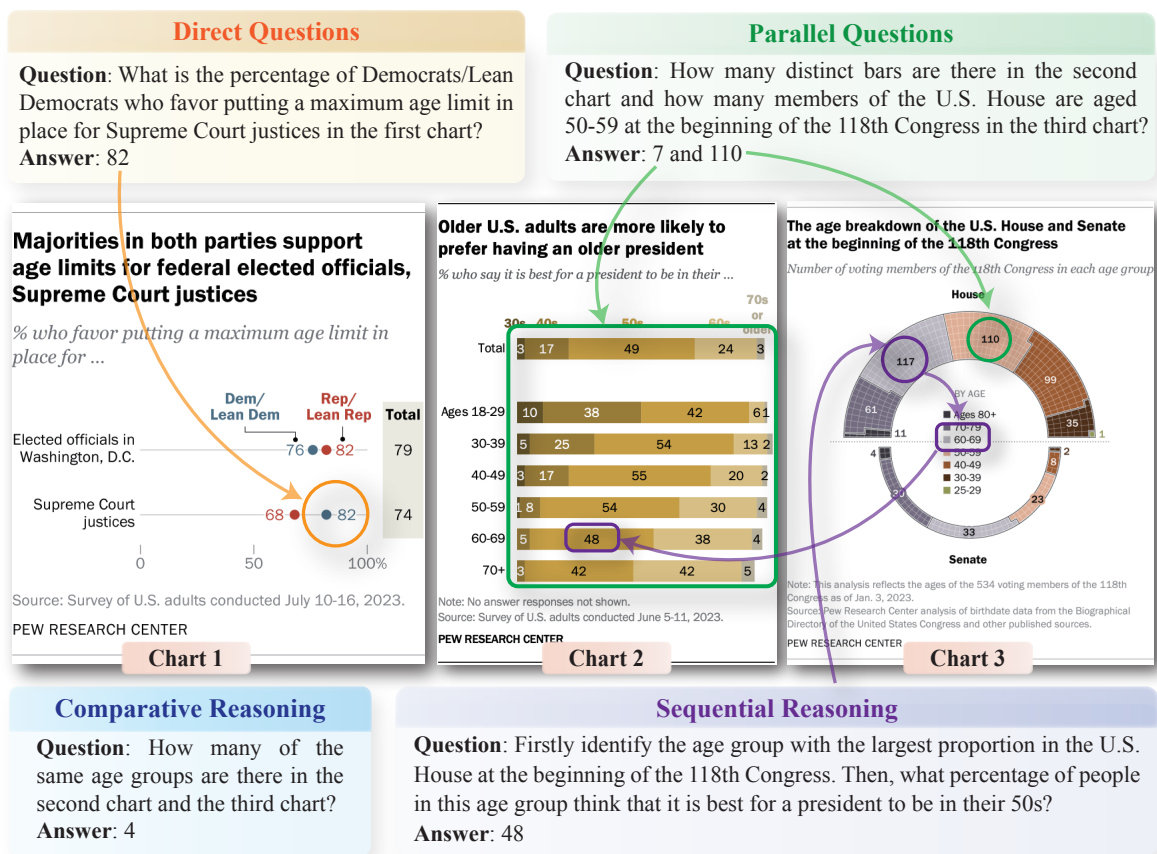 Direct Questions
Question: What is the percentage of Democrats/Lean
Democrats who favor putting a maximum age limit in
place for Supreme Court justices in the first chart?
Answer: 82
Parallel Questions
Question: How many distinct bars are there in the second
chart and how many members of the U.S. House are aged
50-59 at the beginning of the 118th Congress in the third chart?
Answer: 7 and 110
Majorities in both parties support
age limits for federal elected officials,
Supreme Court justices
% who favor putting a maximum age limit in
place for ...
Dem/
Lean Dem
Rep/
Lean Rep
Total
Elected officials in
Washington, D.C.
76
82
79
Supreme Court
justices
68
82
74
0
50
100%
Source: Survey of U.S. adults conducted July 10-16, 2023.
PEW RESEARCH CENTER
Chart 1
Older U.S. adults are more likely to
prefer having an older president
% who say it is best for a president to be in their ...
30s 40s 50s 60s 70s
or
older
Total 3 17 49 24 3
Ages 18-29 10 38 42 6 1
30-39 5 25 54 13 2
40-49 3 17 55 20 2
50-59 1 8 54 30 4
60-69 5 48 38 4
70+ 3 42 42 5
Note: No answer responses not shown.
Source: Survey of U.S. adults conducted June 5-11, 2023.
PEW RESEARCH CENTER
Chart 2
The age breakdown of the U.S. House and Senate
at the beginning of the 118th Congress
Number of voting members of the 118th Congress in each age group
House
117
110
61
99
11
35
1
BY AGE
Ages 80+
70-79
60-69
50-59
40-49
30-39
25-29
4
2
8
23
33
Senate
Note: This analysis reflects the ages of the 534 voting members of the 118th
Congress as of Jan. 3, 2023.
Source: Pew Research Center analysis of birthdate data from the Biographical
Directory of the United States Congress and other published sources.
PEW RESEARCH CENTER
Chart 3
Comparative Reasoning
Question: How many of the
same age groups are there in the
second chart and the third chart?
Answer: 4
Sequential Reasoning
Question: Firstly identify the age group with the largest proportion in the U.S.
House at the beginning of the 118th Congress. Then, what percentage of people
in this age group think that it is best for a president to be in their 50s?
Answer: 48